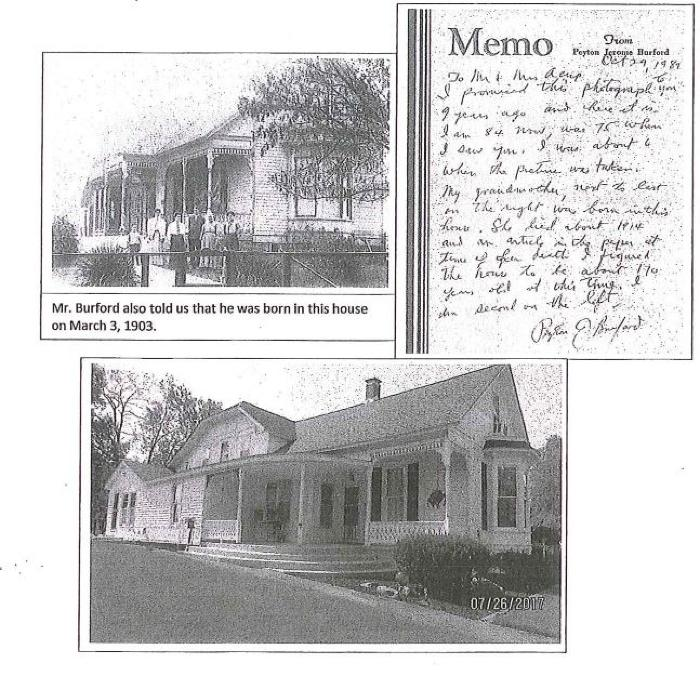 Memo
From
Peyton Jerome Burford
Oct 29, 1987
To Mr & Mrs
I promised this photograph to you
9 years ago and here it is
I am 84 now, was 75 when
I saw you. I was about 6
when the picture was taken.
My grandmother, next to last
on the right was born in this
house. She died about 1914
and an article in the paper at
time of her death I figured
the house to be about 170
years old at this time. I
am second on the left.
Peyton J. Burford
Mr. Burford also told us that he was born in this house
on March 3, 1903.
07/26/2017